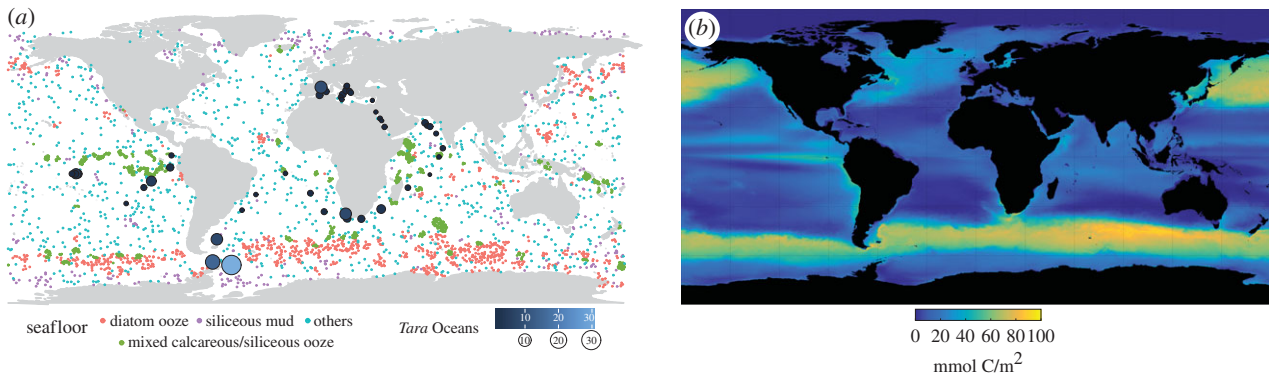 (a)
(b)
seafloor
diatom ooze
siliceous mud
others
mixed calcareous/siliceous ooze
Tara Oceans
10 20 30
10 20 30
0 20 40 60 80 100
mmol C/m²